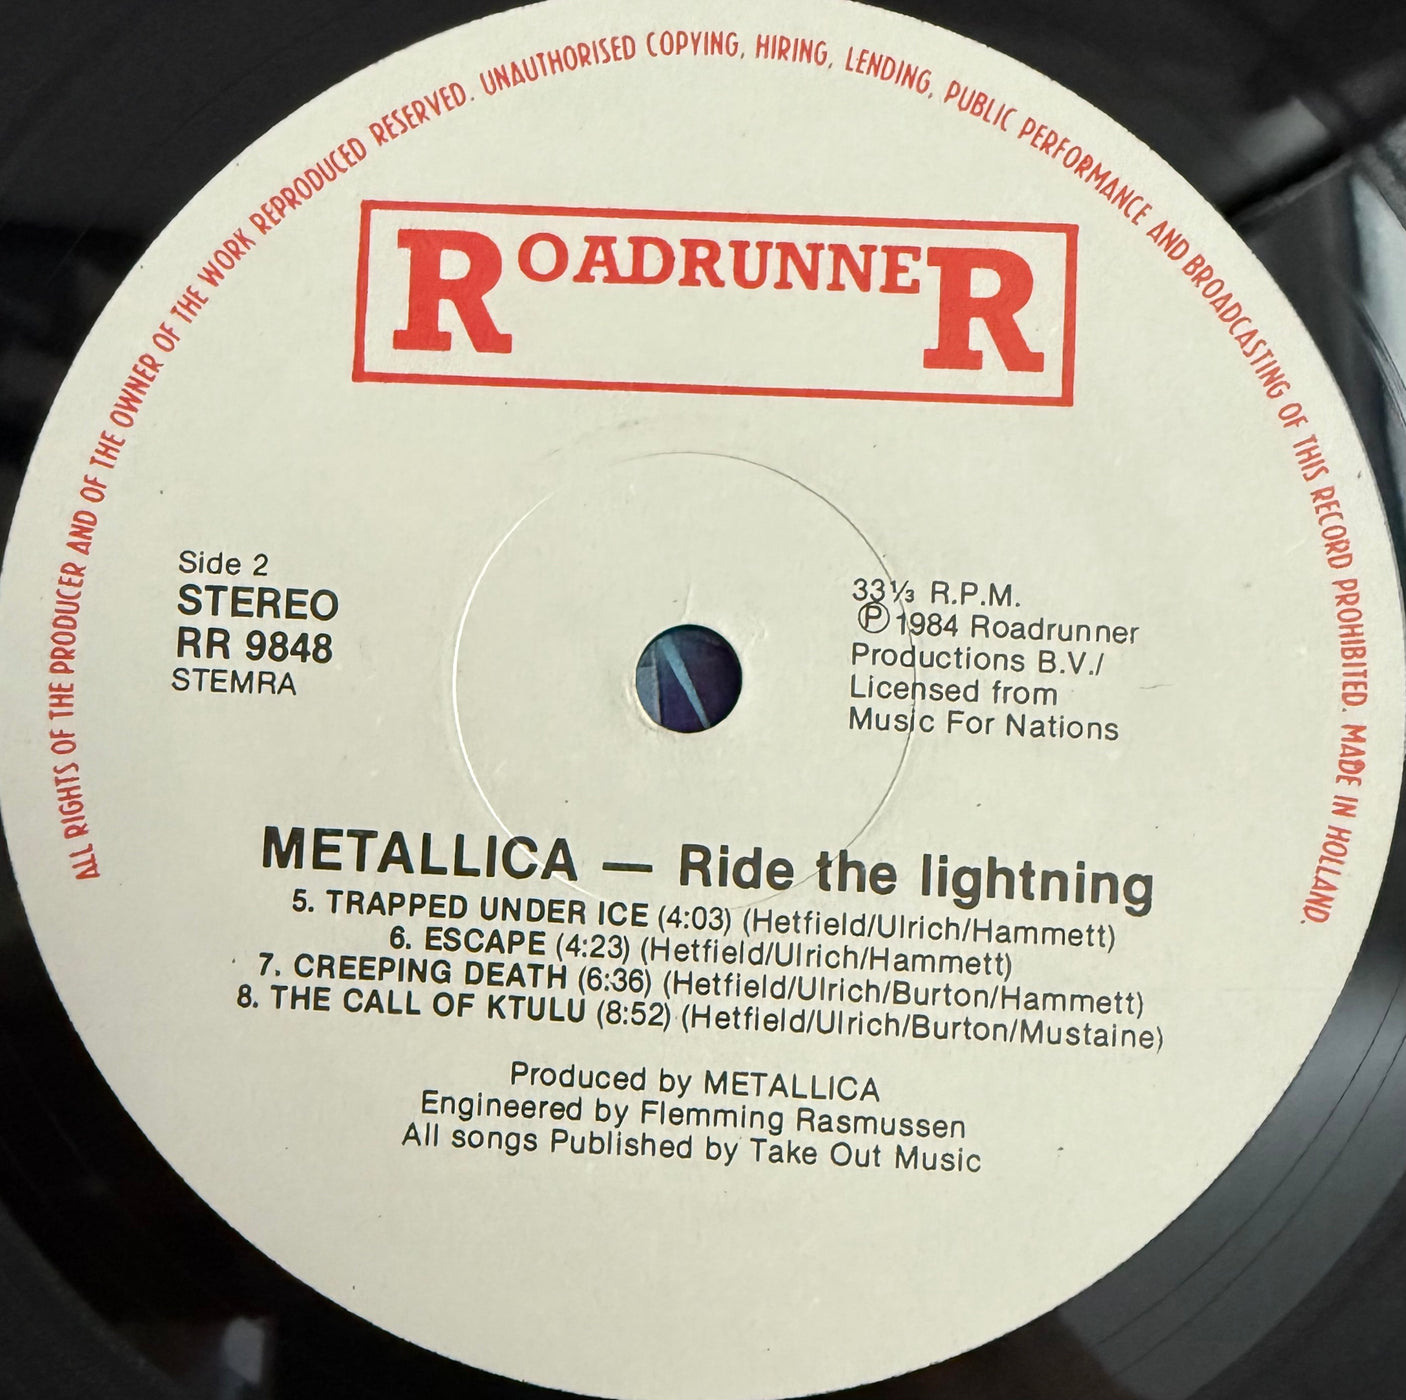 ALL RIGHTS OF THE PRODUCER AND OF THE OWNER OF THE WORK REPRODUCED RESERVED. UNAUTHORISED COPYING, HIRING, LENDING, PUBLIC PERFORMANCE AND BROADCASTING OF THIS RECORD PROHIBITED. MADE IN HOLLAND.
ROADRUNNER
Side 2
STEREO
RR 9848
STEMRA
33⅓ R.P.M.
Ⓟ 1984 Roadrunner
Productions B.V./
Licensed from
Music For Nations
METALLICA — Ride the lightning
5. TRAPPED UNDER ICE (4:03) (Hetfield/Ulrich/Hammett)
6. ESCAPE (4:23) (Hetfield/Ulrich/Hammett)
7. CREEPING DEATH (6:36) (Hetfield/Ulrich/Burton/Hammett)
8. THE CALL OF KTULU (8:52) (Hetfield/Ulrich/Burton/Mustaine)
Produced by METALLICA
Engineered by Flemming Rasmussen
All songs Published by Take Out Music